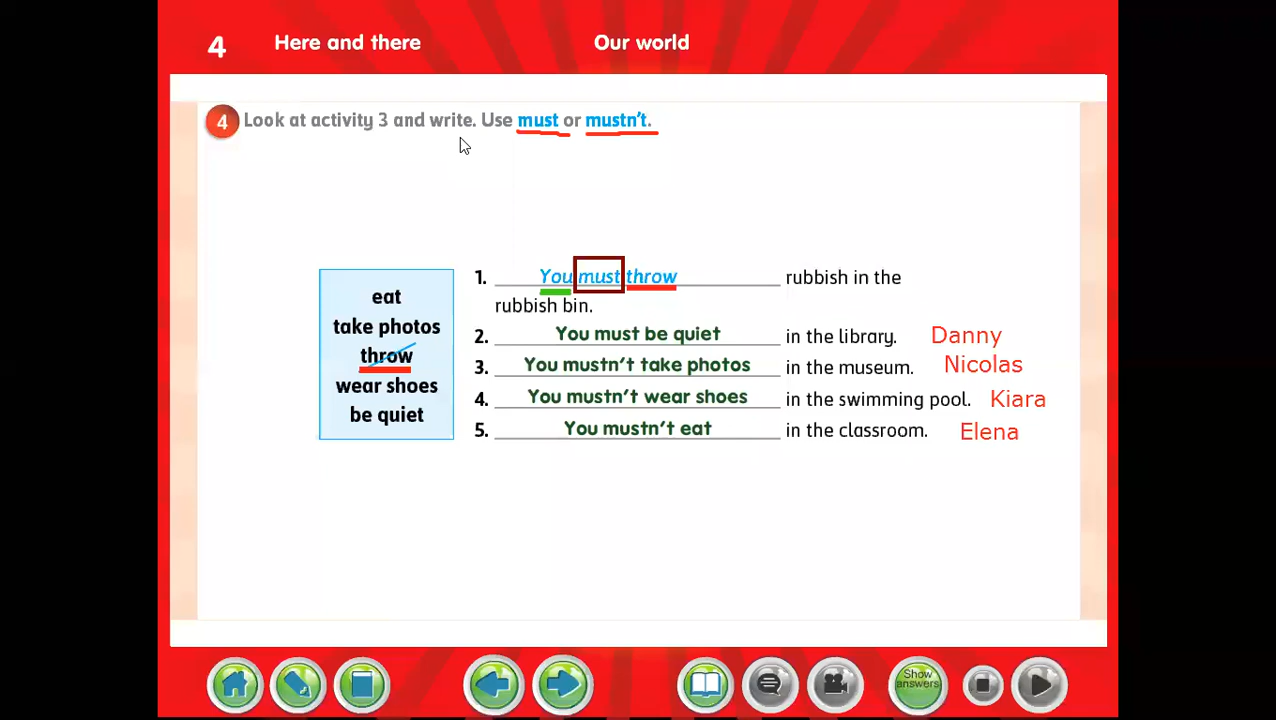 4 Here and there Our world
4 Look at activity 3 and write. Use must or mustn't.
eat
take photos
throw
wear shoes
be quiet
1. You must throw rubbish in the
rubbish bin.
2. You must be quiet in the library. Danny
3. You mustn't take photos in the museum. Nicolas
4. You mustn't wear shoes in the swimming pool. Kiara
5. You mustn't eat in the classroom. Elena
Show
answers